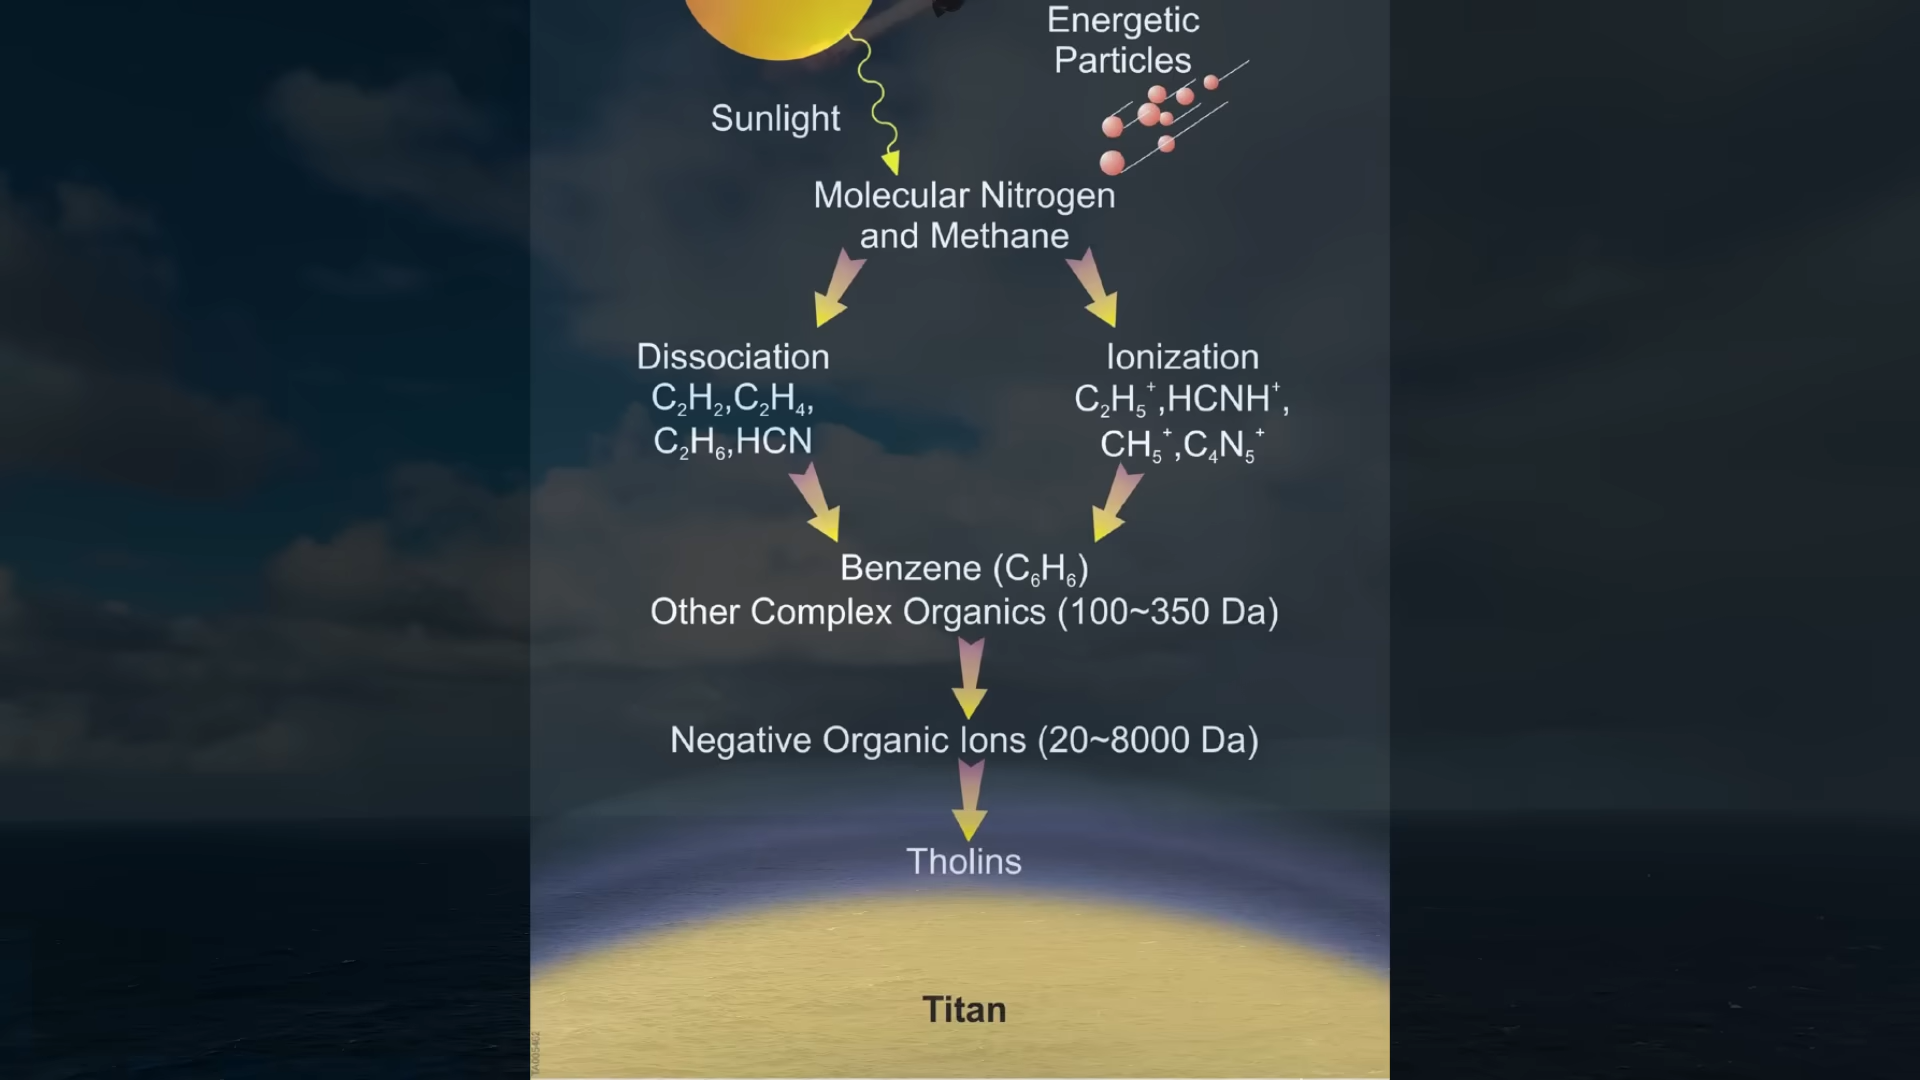 Energetic
Particles
Sunlight
Molecular Nitrogen
and Methane
Dissociation
C₂H₂,C₂H₄,
C₂H₆,HCN
Ionization
C₂H₅⁺,HCNH⁺,
CH₅⁺,C₄N₅⁺
Benzene (C₆H₆)
Other Complex Organics (100~350 Da)
Negative Organic Ions (20~8000 Da)
Tholins
Titan
TA005462